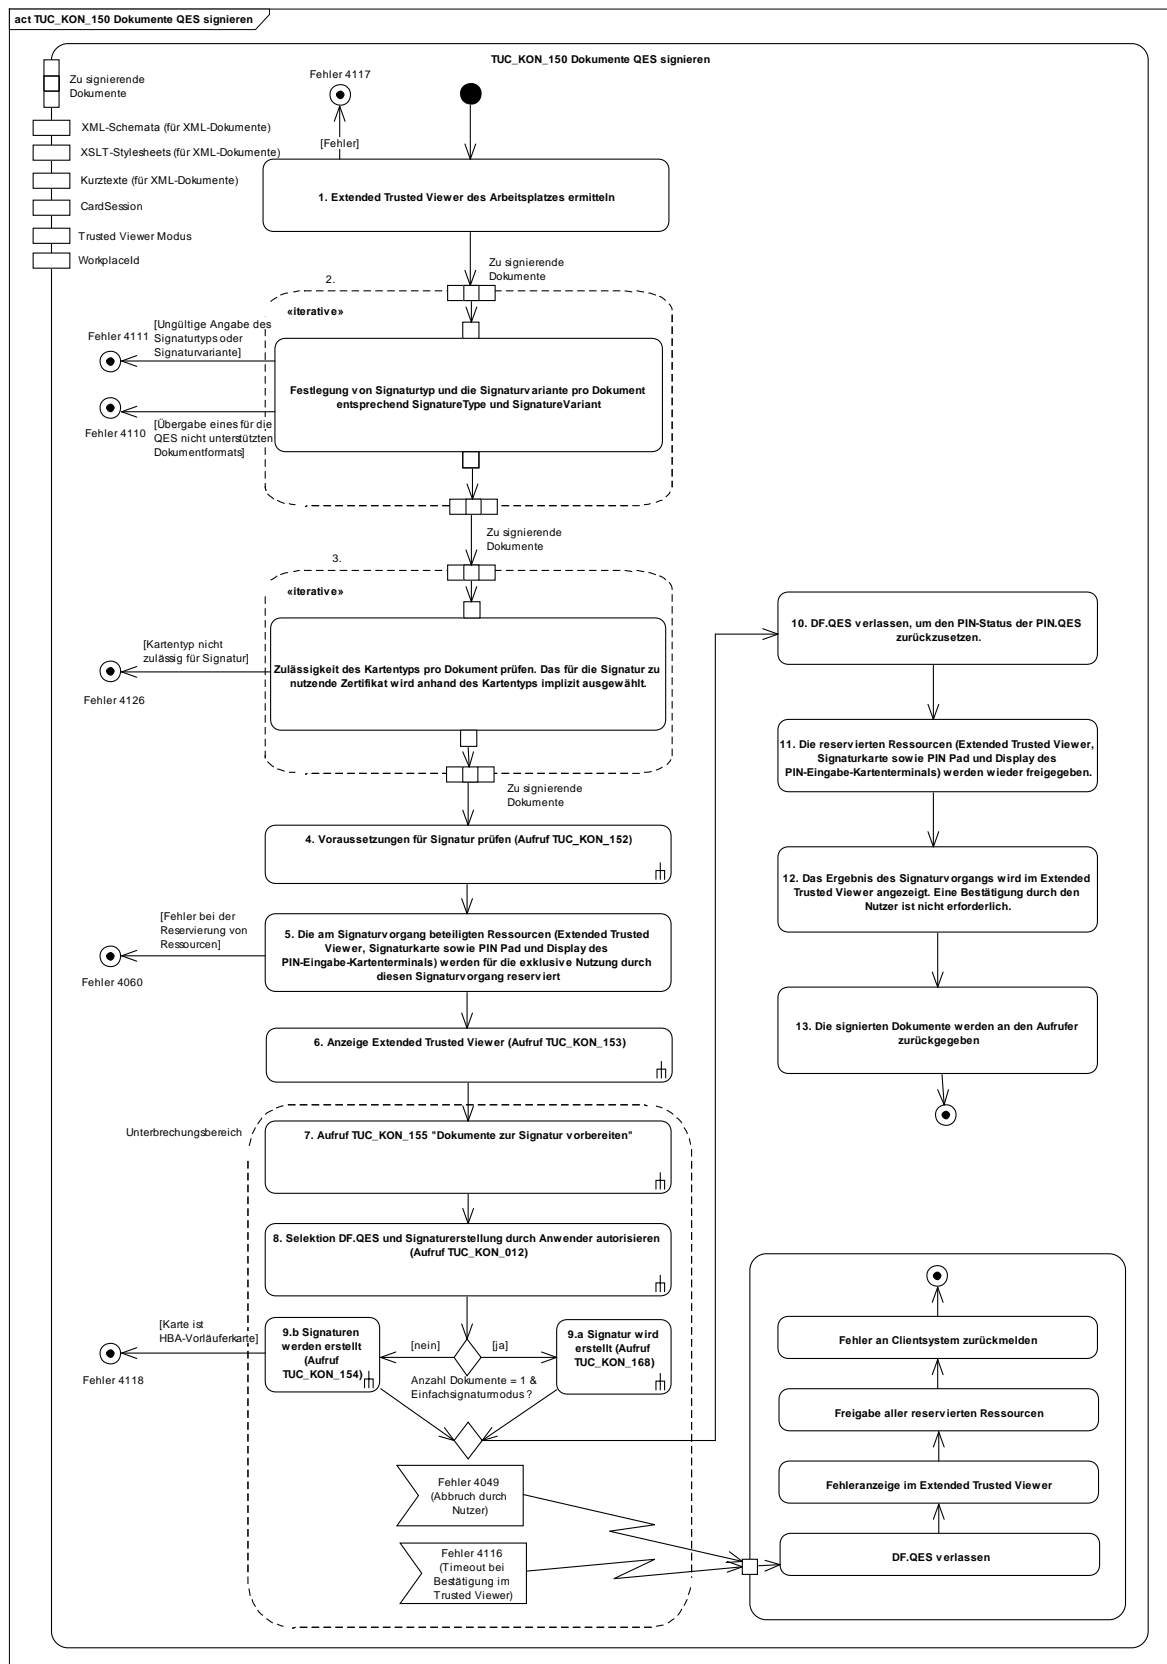 act TUC_KON_150 Dokumente QES signieren
TUC_KON_150 Dokumente QES signieren
Zu signierende
Dokumente
XML-Schemata (für XML-Dokumente)
XSLT-Stylesheets (für XML-Dokumente)
Kurztexte (für XML-Dokumente)
CardSession
Trusted Viewer Modus
WorkplaceId
Fehler 4117
[Fehler]
1. Extended Trusted Viewer des Arbeitsplatzes ermitteln
Zu signierende
Dokumente
2.
«iterative»
Fehler 4111
[Ungültige Angabe des
Signaturtyps oder
Signaturvariante]
Festlegung von Signaturtyp und die Signaturvariante pro Dokument
entsprechend SignatureType und SignatureVariant
Fehler 4110
[Übergabe eines für die
QES nicht unterstützten
Dokumentformats]
Zu signierende
Dokumente
3.
«iterative»
[Kartentyp nicht
zulässig für Signatur]
Fehler 4126
Zulässigkeit des Kartentyps pro Dokument prüfen. Das für die Signatur zu
nutzende Zertifikat wird anhand des Kartentyps implizit ausgewählt.
Zu signierende
Dokumente
4. Voraussetzungen für Signatur prüfen (Aufruf TUC_KON_152)
[Fehler bei der
Reservierung von
Ressourcen]
Fehler 4060
5. Die am Signaturvorgang beteiligten Ressourcen (Extended Trusted
Viewer, Signaturkarte sowie PIN Pad und Display des
PIN-Eingabe-Kartenterminals) werden für die exklusive Nutzung durch
diesen Signaturvorgang reserviert
6. Anzeige Extended Trusted Viewer (Aufruf TUC_KON_153)
Unterbrechungsbereich
7. Aufruf TUC_KON_155 "Dokumente zur Signatur vorbereiten"
8. Selektion DF.QES und Signaturerstellung durch Anwender autorisieren
(Aufruf TUC_KON_012)
[Karte ist
HBA-Vorläuferkarte]
Fehler 4118
9.b Signaturen
werden erstellt
(Aufruf
TUC_KON_154)
[nein]
[ja]
9.a Signatur wird
erstellt (Aufruf
TUC_KON_168)
Anzahl Dokumente = 1 &
Einfachsignaturmodus ?
Fehler 4049
(Abbruch durch
Nutzer)
Fehler 4116
(Timeout bei
Bestätigung im
Trusted Viewer)
10. DF.QES verlassen, um den PIN-Status der PIN.QES
zurückzusetzen.
11. Die reservierten Ressourcen (Extended Trusted Viewer,
Signaturkarte sowie PIN Pad und Display des
PIN-Eingabe-Kartenterminals) werden wieder freigegeben.
12. Das Ergebnis des Signaturvorgangs wird im Extended
Trusted Viewer angezeigt. Eine Bestätigung durch den
Nutzer ist nicht erforderlich.
13. Die signierten Dokumente werden an den Aufrufer
zurückgegeben
Fehler an Clientsystem zurückmelden
Freigabe aller reservierten Ressourcen
Fehleranzeige im Extended Trusted Viewer
DF.QES verlassen